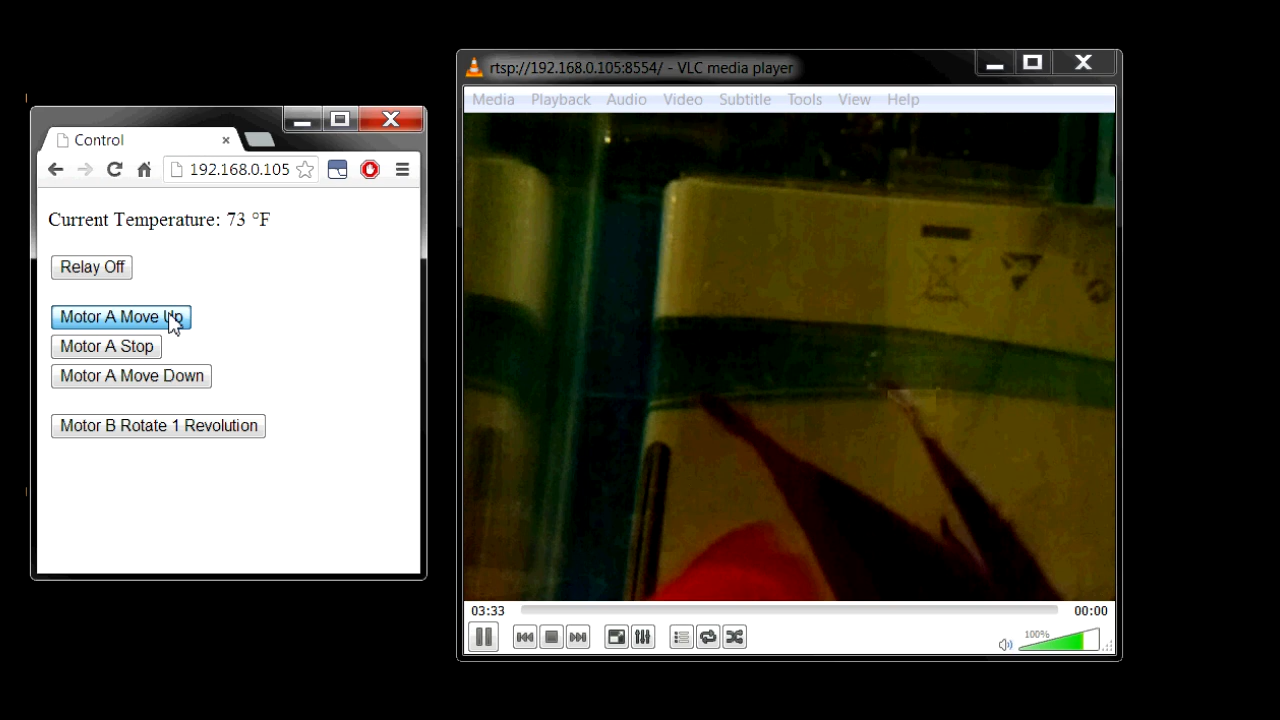 Control
192.168.0.105
Current Temperature: 73 °F
Relay Off
Motor A Move Up
Motor A Stop
Motor A Move Down
Motor B Rotate 1 Revolution
rtsp://192.168.0.105:8554/ - VLC media player
Media Playback Audio Video Subtitle Tools View Help
03:33 00:00
100%